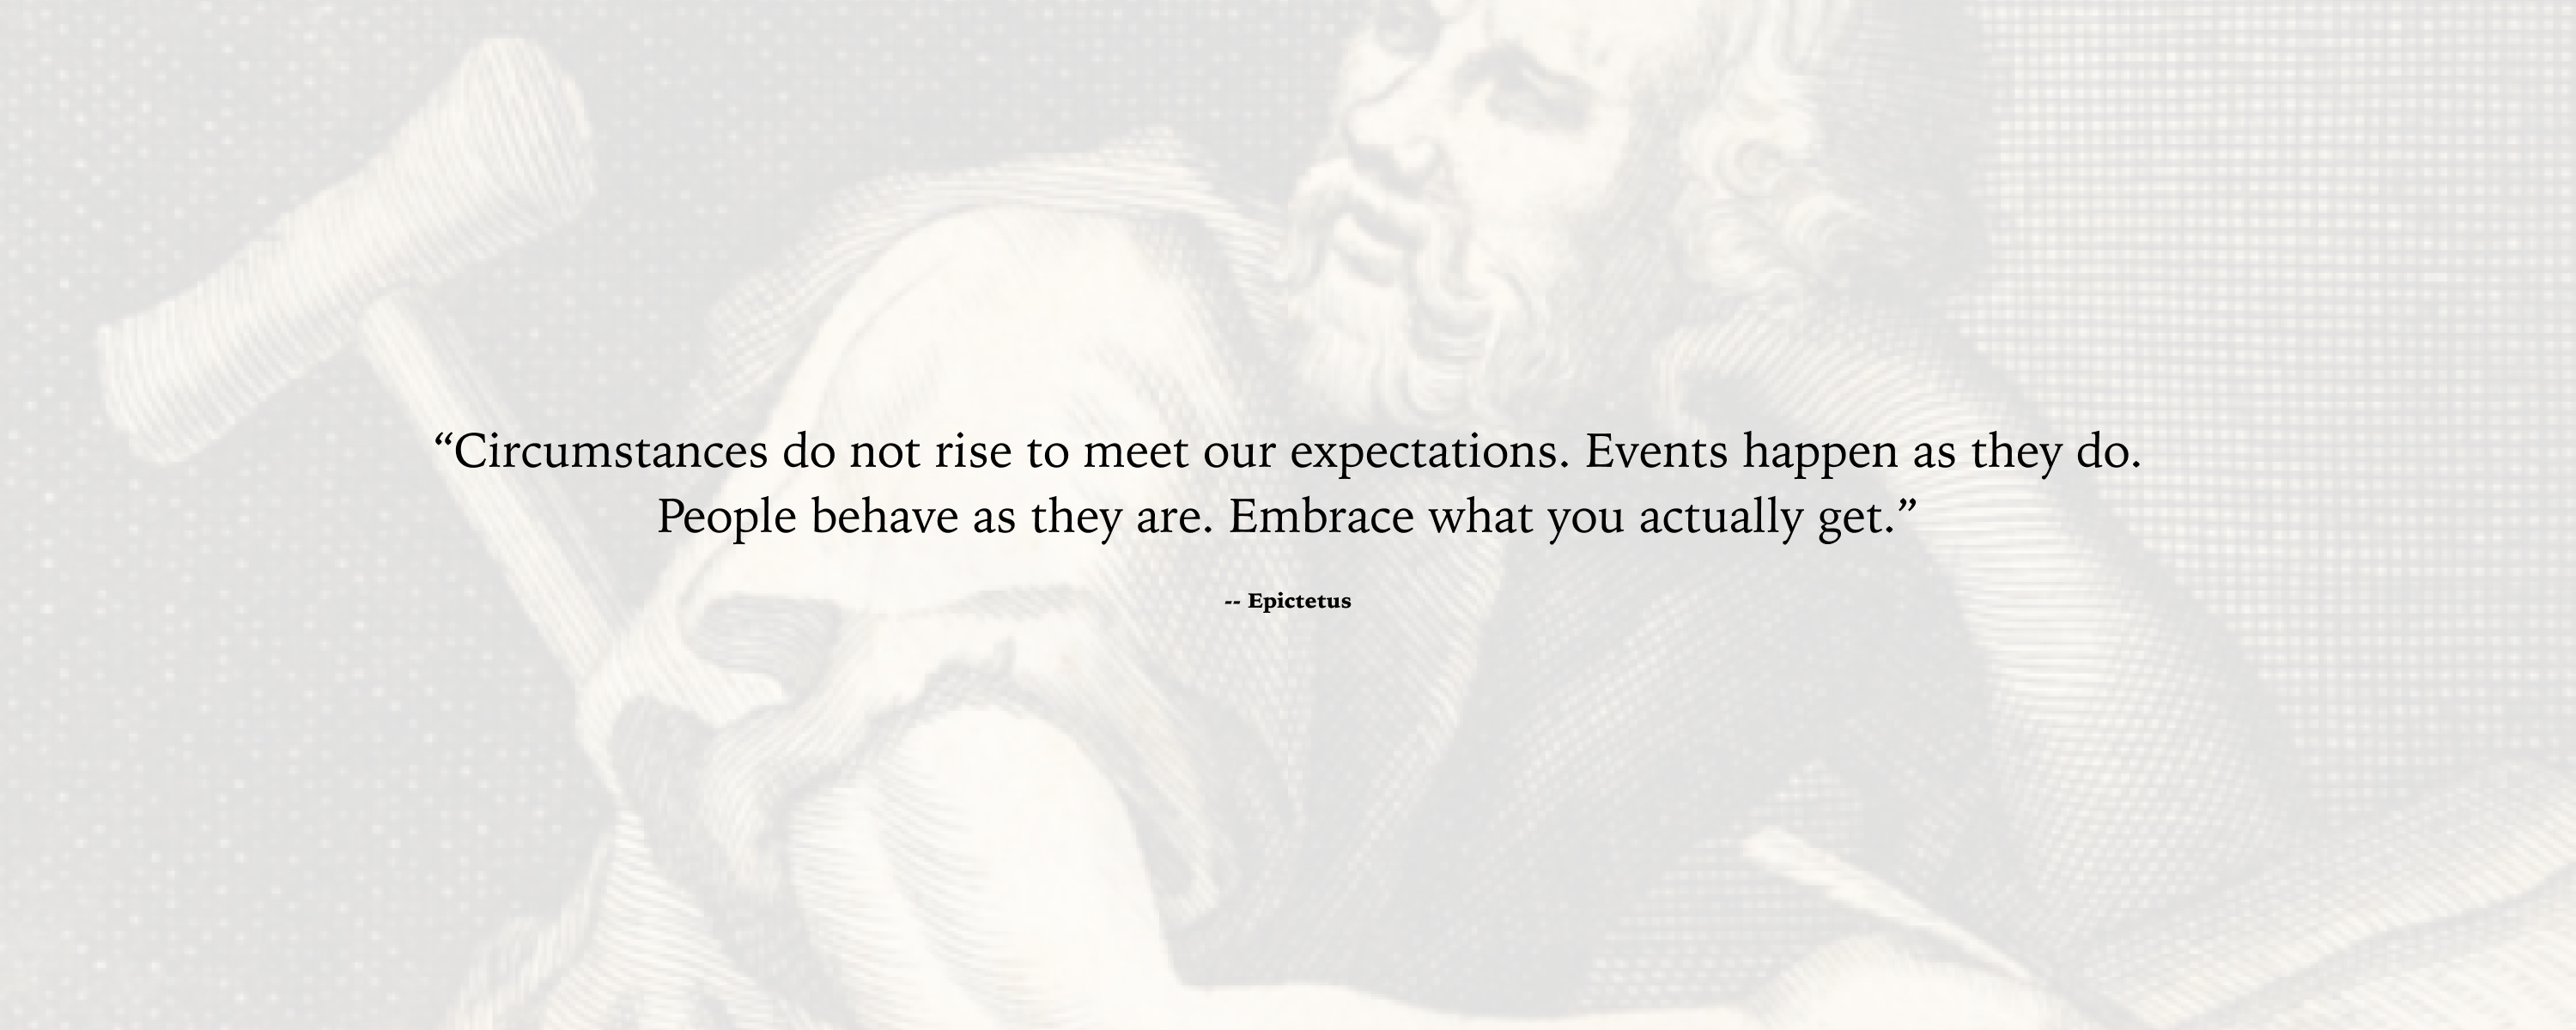 “Circumstances do not rise to meet our expectations. Events happen as they do.
People behave as they are. Embrace what you actually get.”
-- Epictetus